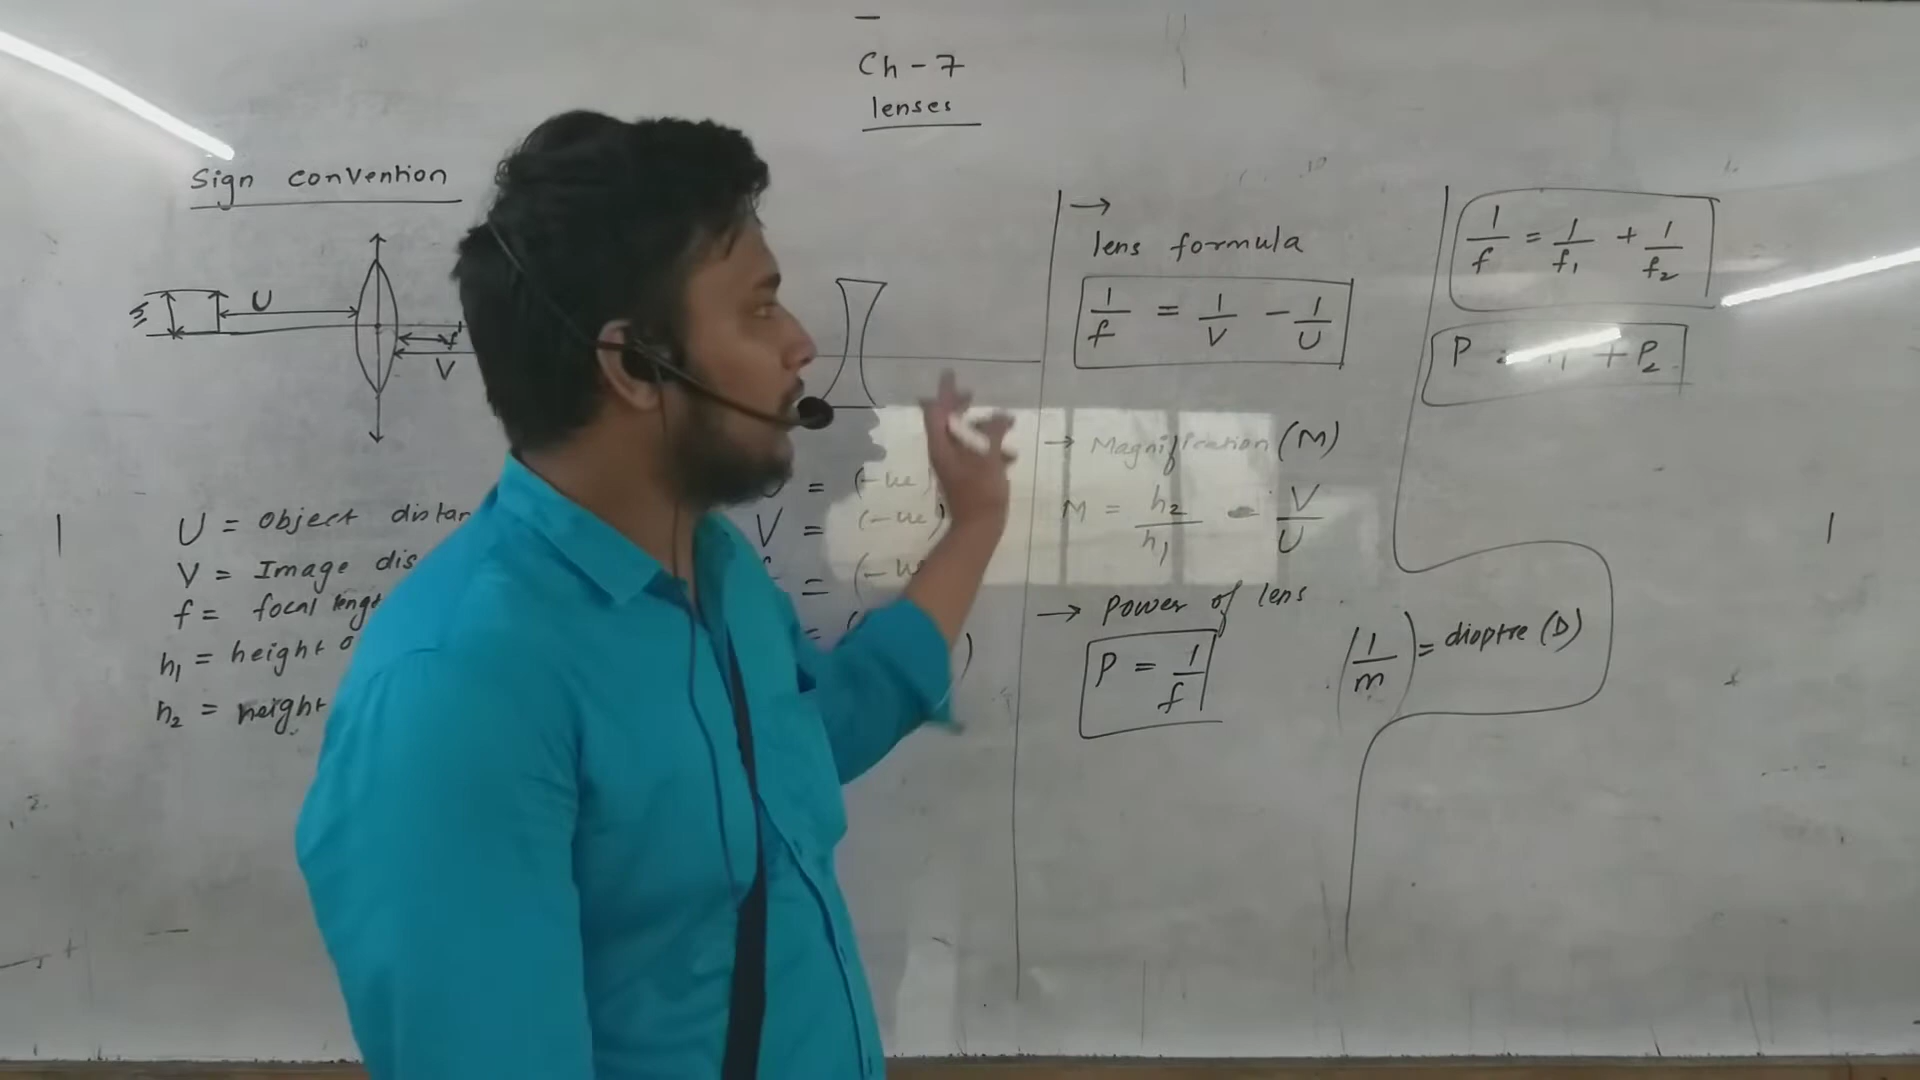 Ch - 7
lenses
Sign convention
U
f
V
U = Object distan
V = Image dis
f = focal lengt
h₁ = height o
h₂ = height
= (-ve)
V = (-ve)
= (-ve
→
lens formula
1/f = 1/V - 1/U
→ Magnification (M)
M = h₂/h₁ = V/U
→ Power of lens
P = 1/f
(1/m) = dioptre (D)
1/f = 1/f₁ + 1/f₂
P + P₂